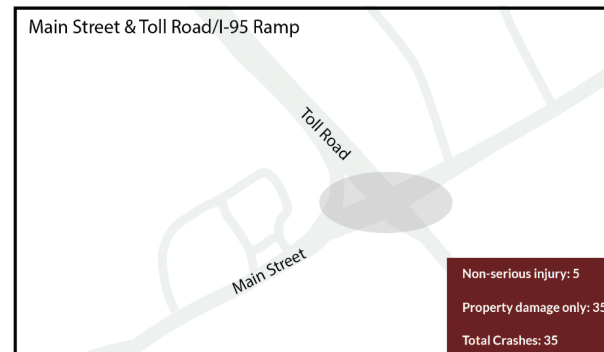 Main Street & Toll Road/I-95 Ramp
Toll Road
Main Street
Non-serious injury: 5
Property damage only: 35
Total Crashes: 35